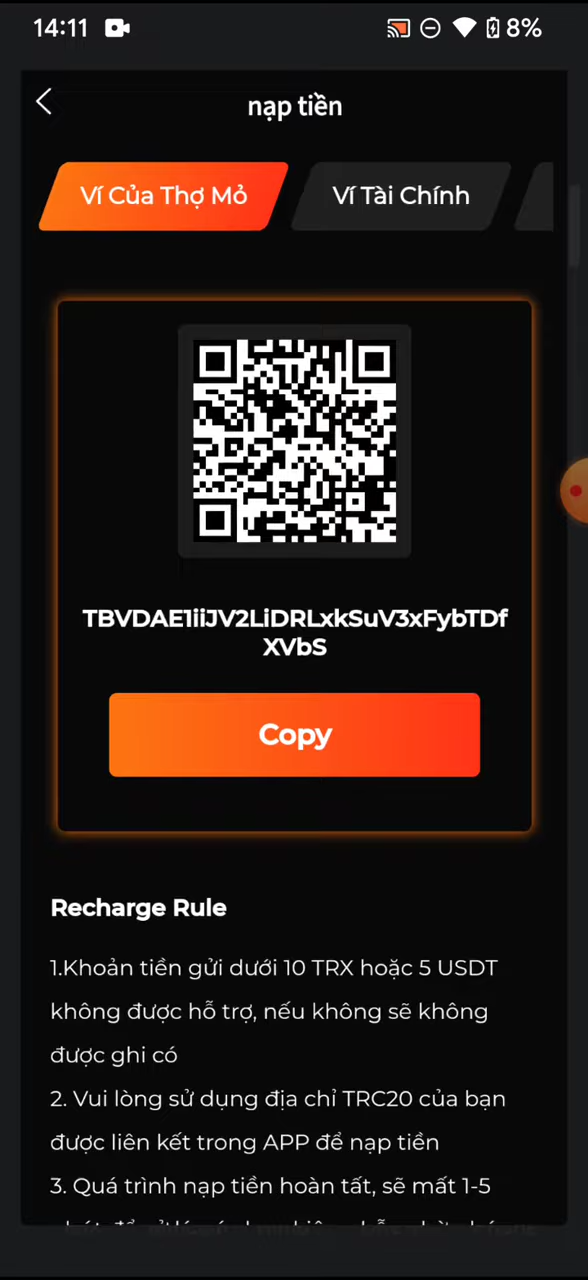 14:11
8%
nạp tiền
Ví Của Thợ Mỏ
Ví Tài Chính
TBVDAE1iiJV2LiDRLxkSuV3xFybTDf
XVbS
Copy
Recharge Rule
1.Khoản tiền gửi dưới 10 TRX hoặc 5 USDT
không được hỗ trợ, nếu không sẽ không
được ghi có
2. Vui lòng sử dụng địa chỉ TRC20 của bạn
được liên kết trong APP để nạp tiền
3. Quá trình nạp tiền hoàn tất, sẽ mất 1-5